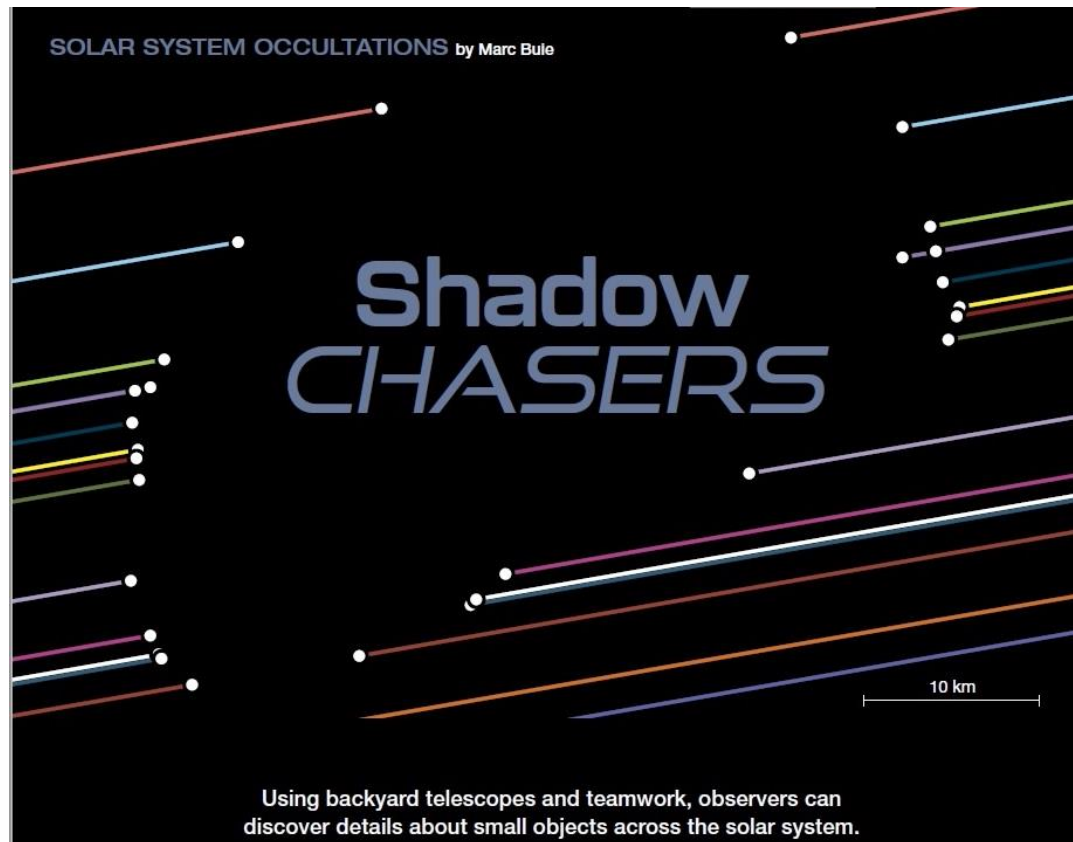 SOLAR SYSTEM OCCULTATIONS by Marc Buie
Shadow
CHASERS
10 km
Using backyard telescopes and teamwork, observers can
discover details about small objects across the solar system.